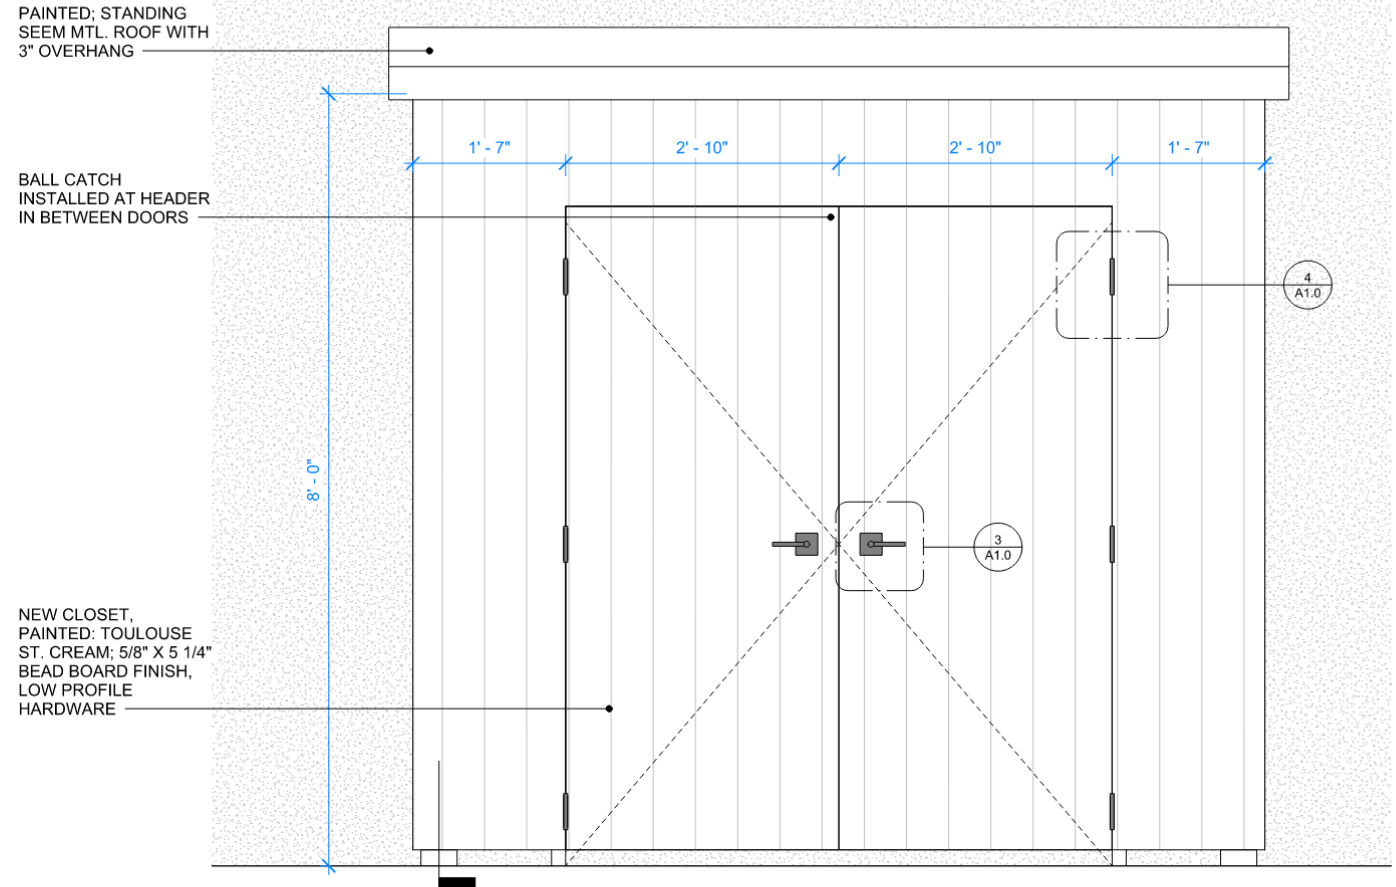 PAINTED; STANDING
SEEM MTL. ROOF WITH
3" OVERHANG
1' - 7"
2' - 10"
2' - 10"
1' - 7"
BALL CATCH
INSTALLED AT HEADER
IN BETWEEN DOORS
4
A1.0
8' - 0"
3
A1.0
NEW CLOSET,
PAINTED: TOULOUSE
ST. CREAM; 5/8" X 5 1/4"
BEAD BOARD FINISH,
LOW PROFILE
HARDWARE